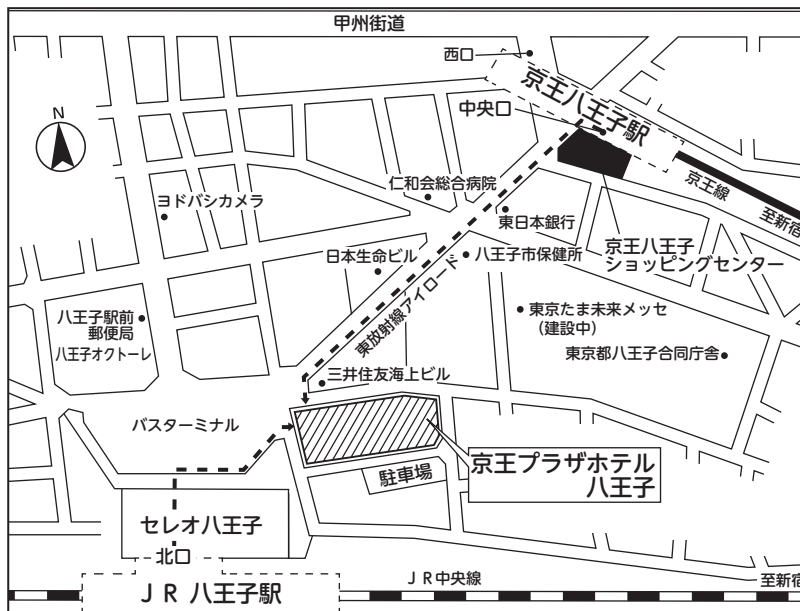 甲州街道
西口
京王八王子駅
中央口
N
京王線
至新宿
仁和会総合病院
ヨドバシカメラ
東日本銀行
京王八王子
ショッピングセンター
日本生命ビル
八王子市保健所
東放射線アイロード
八王子駅前
郵便局
八王子オクトーレ
東京たま未来メッセ
(建設中)
東京都八王子合同庁舎
三井住友海上ビル
バスターミナル
京王プラザホテル
八王子
駐車場
セレオ八王子
北口
JR 八王子駅
JR中央線
至新宿